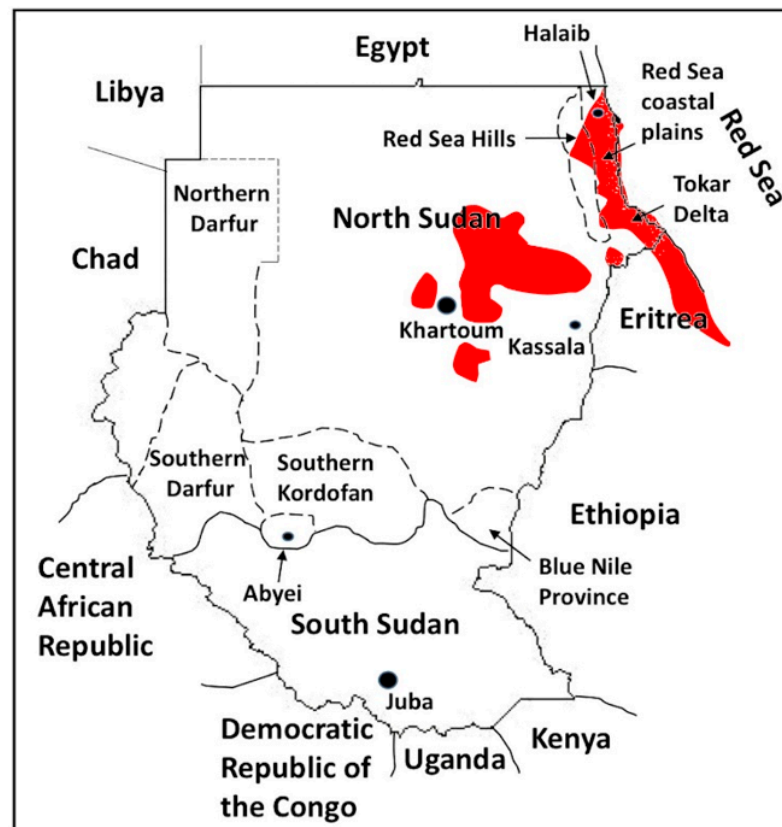 Egypt
Halaib
Libya
Red Sea
coastal
plains
Red Sea
Red Sea Hills
Northern
Darfur
North Sudan
Tokar
Delta
Chad
Khartoum
Kassala
Eritrea
Southern
Darfur
Southern
Kordofan
Ethiopia
Central
African
Republic
Abyei
Blue Nile
Province
South Sudan
Juba
Democratic
Republic of
the Congo
Uganda
Kenya